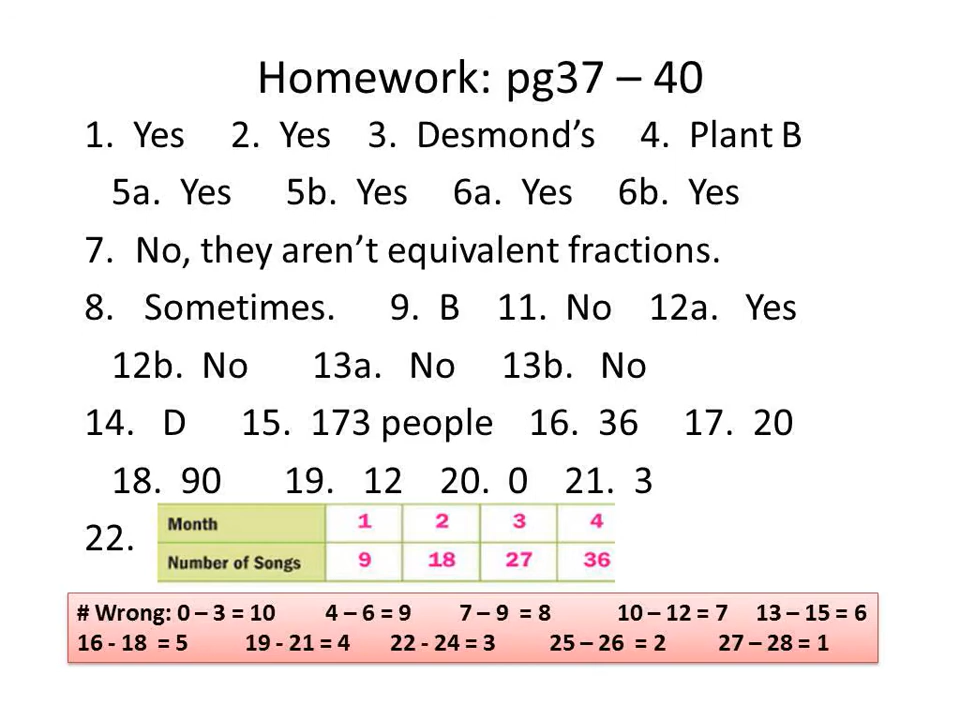 Homework: pg37 – 40
1. Yes 2. Yes 3. Desmond’s 4. Plant B
5a. Yes 5b. Yes 6a. Yes 6b. Yes
7. No, they aren’t equivalent fractions.
8. Sometimes. 9. B 11. No 12a. Yes
12b. No 13a. No 13b. No
14. D 15. 173 people 16. 36 17. 20
18. 90 19. 12 20. 0 21. 3
22.
Month 1 2 3 4
Number of Songs 9 18 27 36
# Wrong: 0 – 3 = 10 4 – 6 = 9 7 – 9 = 8 10 – 12 = 7 13 – 15 = 6
16 - 18 = 5 19 - 21 = 4 22 - 24 = 3 25 – 26 = 2 27 – 28 = 1